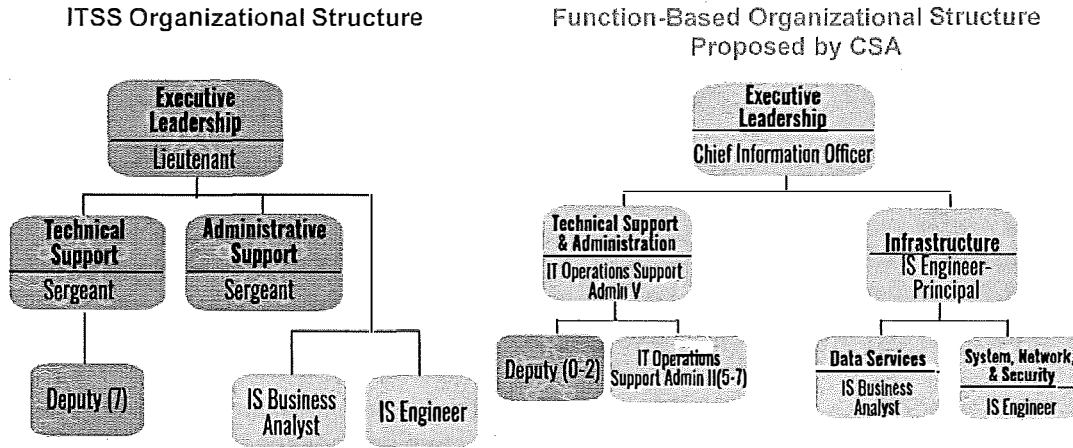 ITSS Organizational Structure
Executive
Leadership
Lieutenant
Technical
Support
Sergeant
Administrative
Support
Sergeant
Deputy (7)
IS Business
Analyst
IS Engineer
Function-Based Organizational Structure
Proposed by CSA
Executive
Leadership
Chief Information Officer
Technical Support
& Administration
IT Operations Support
Admin V
Infrastructure
IS Engineer-
Principal
Deputy (0-2)
IT Operations
Support Admin II(5-7)
Data Services
IS Business
Analyst
System, Network,
& Security
IS Engineer